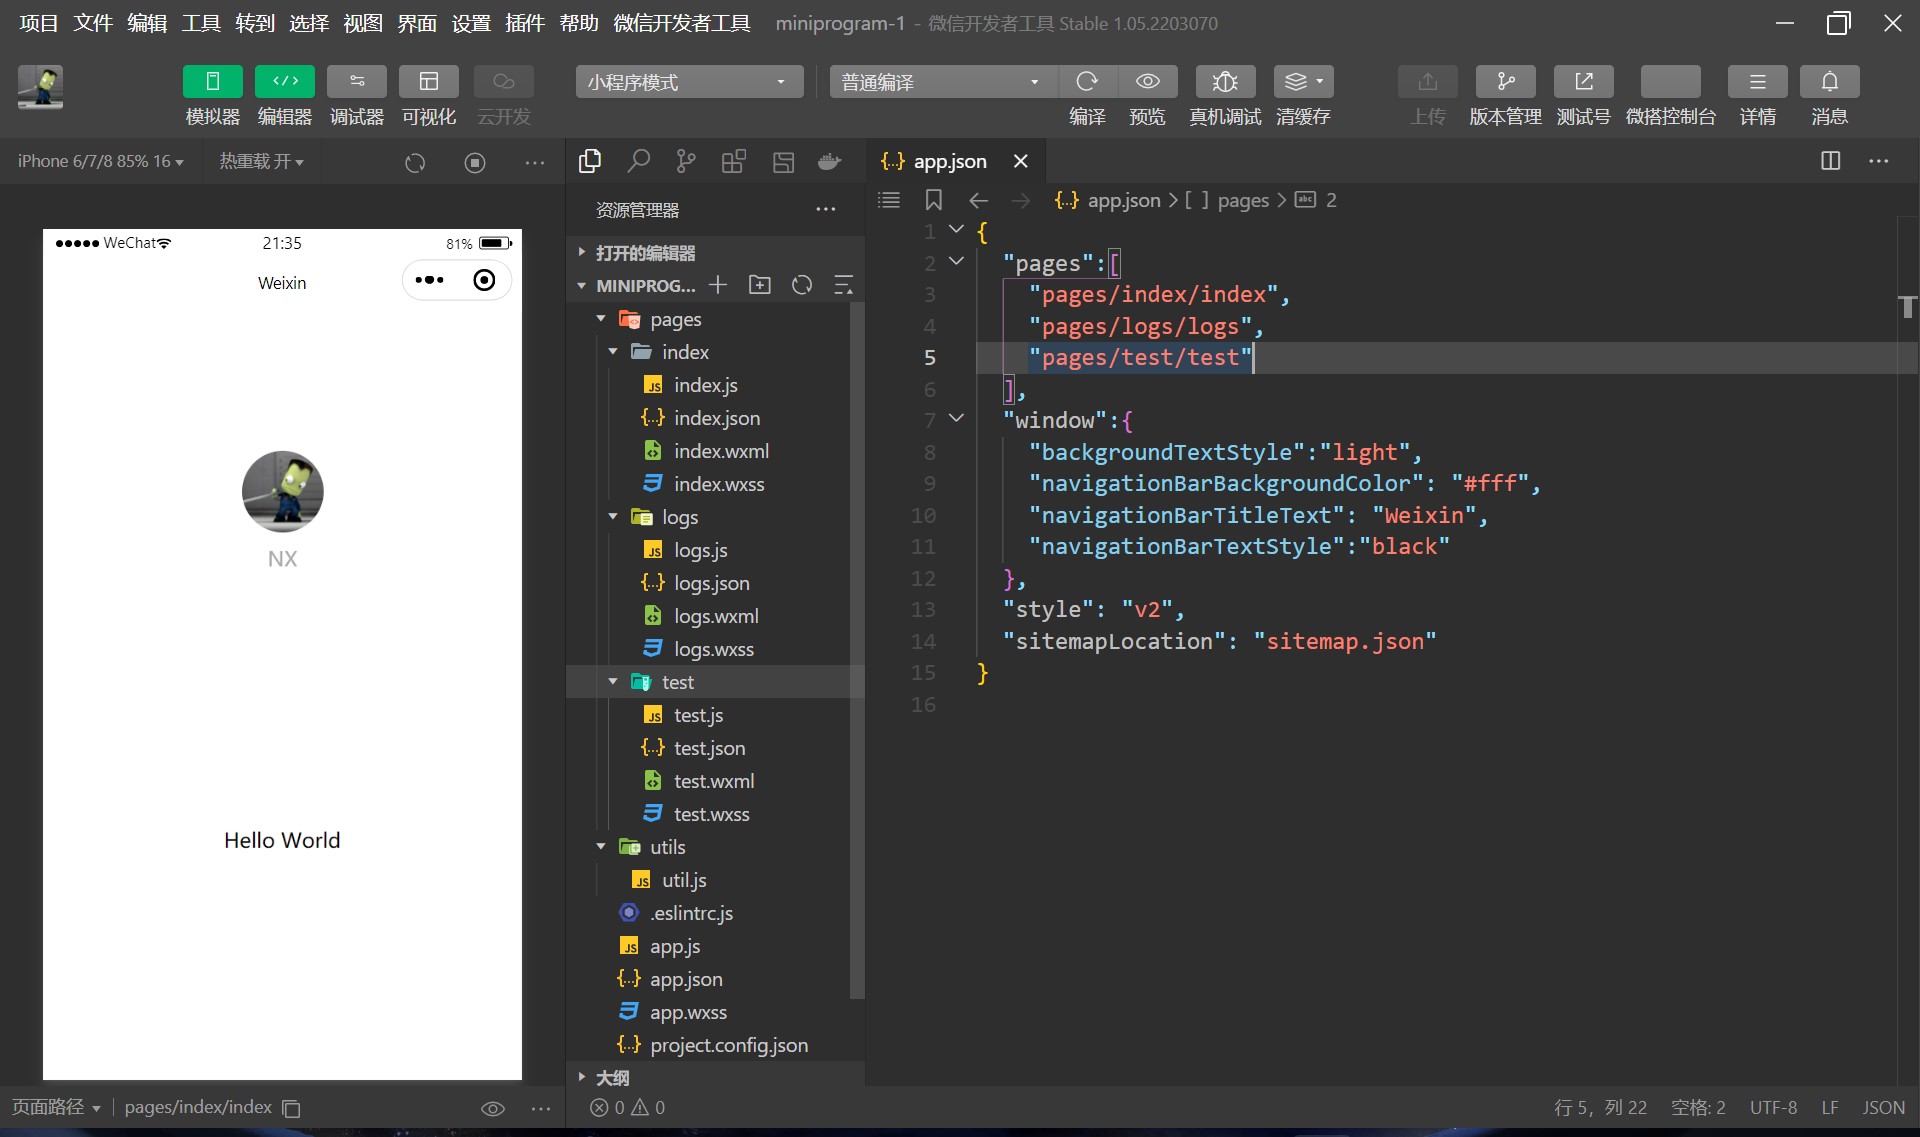 项目 文件 编辑 工具 转到 选择 视图 界面 设置 插件 帮助 微信开发者工具 miniprogram-1 - 微信开发者工具 Stable 1.05.2203070
小程序模式 普通编译
模拟器 编辑器 调试器 可视化 云开发 编译 预览 真机调试 清缓存 上传 版本管理 测试号 微搭控制台 详情 消息
iPhone 6/7/8 85% 16 热重载 开
WeChat 21:35 81%
Weixin
NX
Hello World
页面路径 pages/index/index
资源管理器
打开的编辑器
MINIPROG...
pages
index
JS index.js
{..} index.json
index.wxml
index.wxss
logs
JS logs.js
{..} logs.json
logs.wxml
logs.wxss
test
JS test.js
{..} test.json
test.wxml
test.wxss
utils
JS util.js
.eslintrc.js
JS app.js
{..} app.json
app.wxss
{..} project.config.json
大纲
0 0
{..} app.json
{..} app.json > [ ] pages > abc 2
1 {
2 "pages":[
3 "pages/index/index",
4 "pages/logs/logs",
5 "pages/test/test"
6 ],
7 "window":{
8 "backgroundTextStyle":"light",
9 "navigationBarBackgroundColor": "#fff",
10 "navigationBarTitleText": "Weixin",
11 "navigationBarTextStyle":"black"
12 },
13 "style": "v2",
14 "sitemapLocation": "sitemap.json"
15 }
16
行 5，列 22 空格: 2 UTF-8 LF JSON